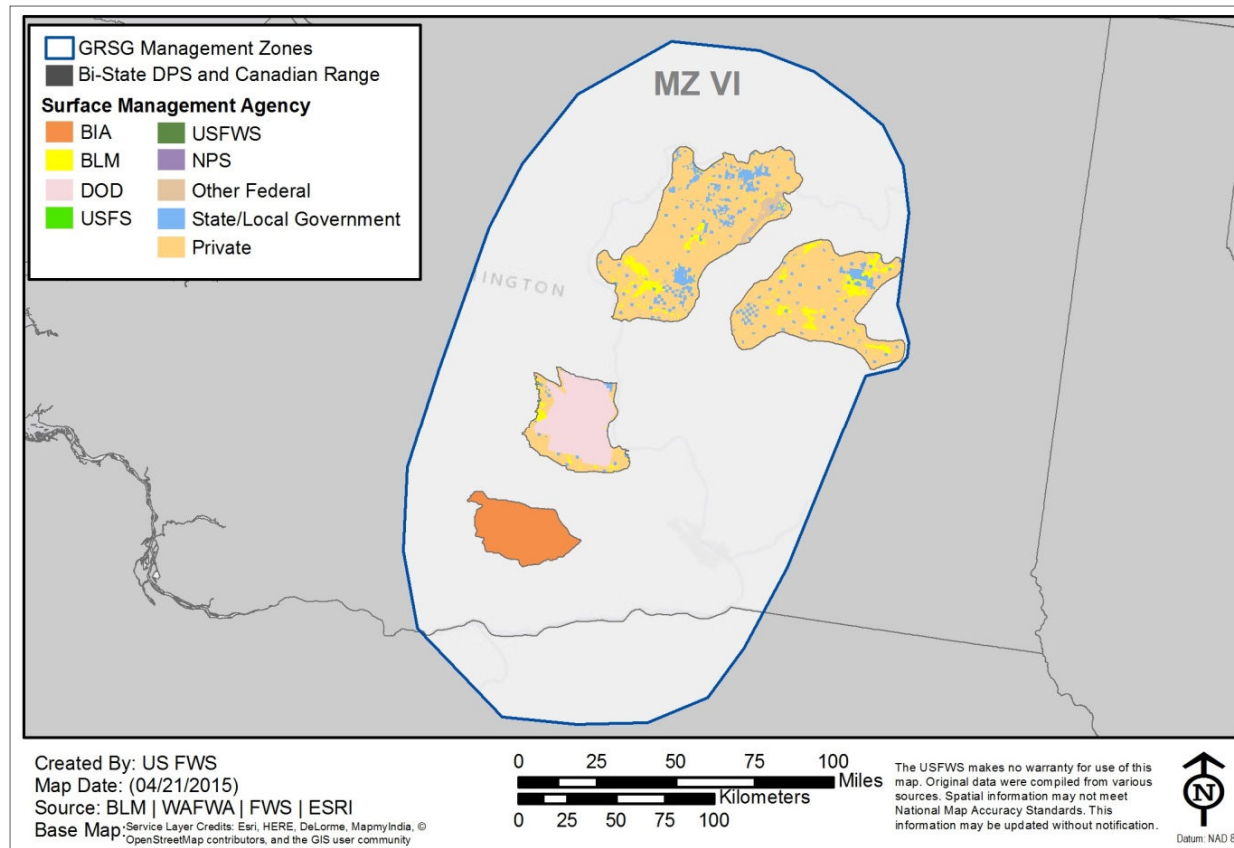 GRSG Management Zones
Bi-State DPS and Canadian Range
Surface Management Agency
BIA
BLM
DOD
USFS
USFWS
NPS
Other Federal
State/Local Government
Private
MZ VI
INGTON
Created By: US FWS
Map Date: (04/21/2015)
Source: BLM | WAFWA | FWS | ESRI
Base Map: Service Layer Credits: Esri, HERE, DeLorme, MapmyIndia, ©
OpenStreetMap contributors, and the GIS user community
0 25 50 75 100
Miles
Kilometers
0 25 50 75 100
The USFWS makes no warranty for use of this
map. Original data were compiled from various
sources. Spatial information may not meet
National Map Accuracy Standards. This
information may be updated without notification.
N
Datum: NAD 8